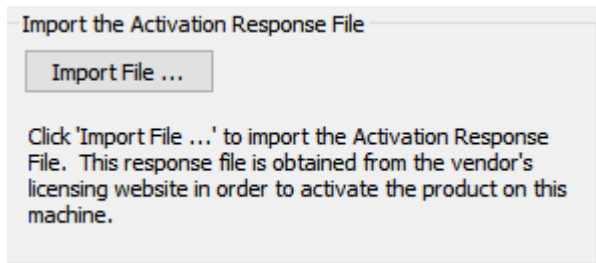 Import the Activation Response File
Import File ...
Click 'Import File ...' to import the Activation Response
File.  This response file is obtained from the vendor's
licensing website in order to activate the product on this
machine.